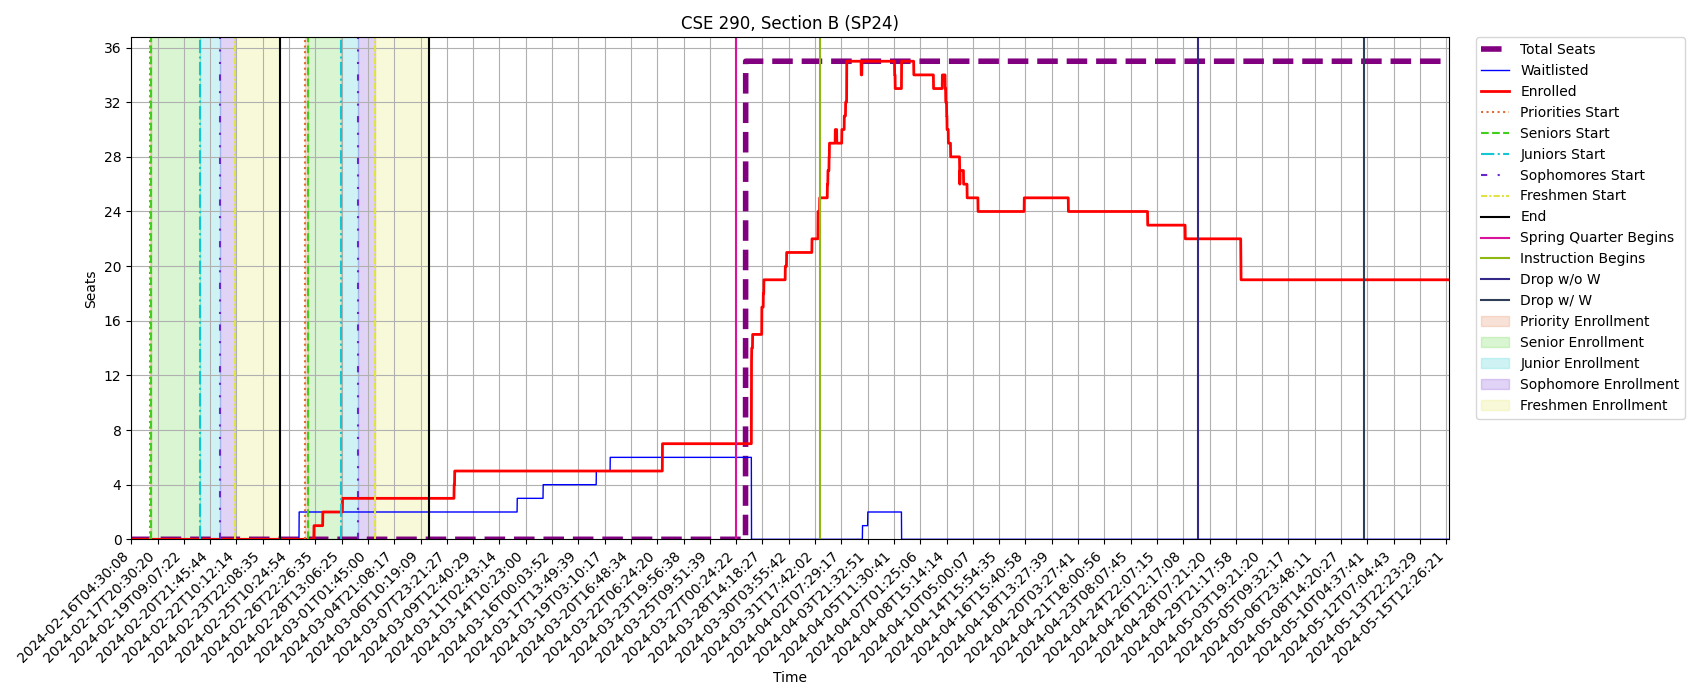 CSE 290, Section B (SP24)
36
32
28
24
20
16
12
8
4
0
Seats
2024-02-16T04:30:08
2024-02-17T20:30:20
2024-02-19T09:07:22
2024-02-20T21:45:44
2024-02-22T10:12:14
2024-02-23T22:08:35
2024-02-25T10:24:54
2024-02-26T22:26:35
2024-02-28T13:06:25
2024-03-01T01:45:00
2024-03-04T21:08:17
2024-03-06T10:19:09
2024-03-07T23:21:27
2024-03-09T12:40:29
2024-03-11T02:43:14
2024-03-14T10:23:00
2024-03-16T00:03:52
2024-03-17T13:49:39
2024-03-19T03:10:17
2024-03-20T16:48:34
2024-03-22T06:24:20
2024-03-23T19:56:38
2024-03-25T09:51:39
2024-03-27T00:24:22
2024-03-28T14:18:27
2024-03-30T03:55:42
2024-03-31T17:42:02
2024-04-02T07:29:17
2024-04-03T21:32:51
2024-04-05T11:30:41
2024-04-07T01:25:06
2024-04-08T15:14:14
2024-04-10T05:00:07
2024-04-14T15:54:35
2024-04-16T15:40:58
2024-04-18T13:27:39
2024-04-20T03:27:41
2024-04-21T18:00:56
2024-04-23T08:07:45
2024-04-24T22:07:15
2024-04-26T12:17:08
2024-04-28T07:21:20
2024-04-29T21:17:58
2024-05-03T19:21:20
2024-05-05T09:32:17
2024-05-06T23:48:11
2024-05-08T14:20:27
2024-05-10T04:37:41
2024-05-12T07:04:43
2024-05-13T22:23:29
2024-05-15T12:26:21
Time
Total Seats
Waitlisted
Enrolled
Priorities Start
Seniors Start
Juniors Start
Sophomores Start
Freshmen Start
End
Spring Quarter Begins
Instruction Begins
Drop w/o W
Drop w/ W
Priority Enrollment
Senior Enrollment
Junior Enrollment
Sophomore Enrollment
Freshmen Enrollment